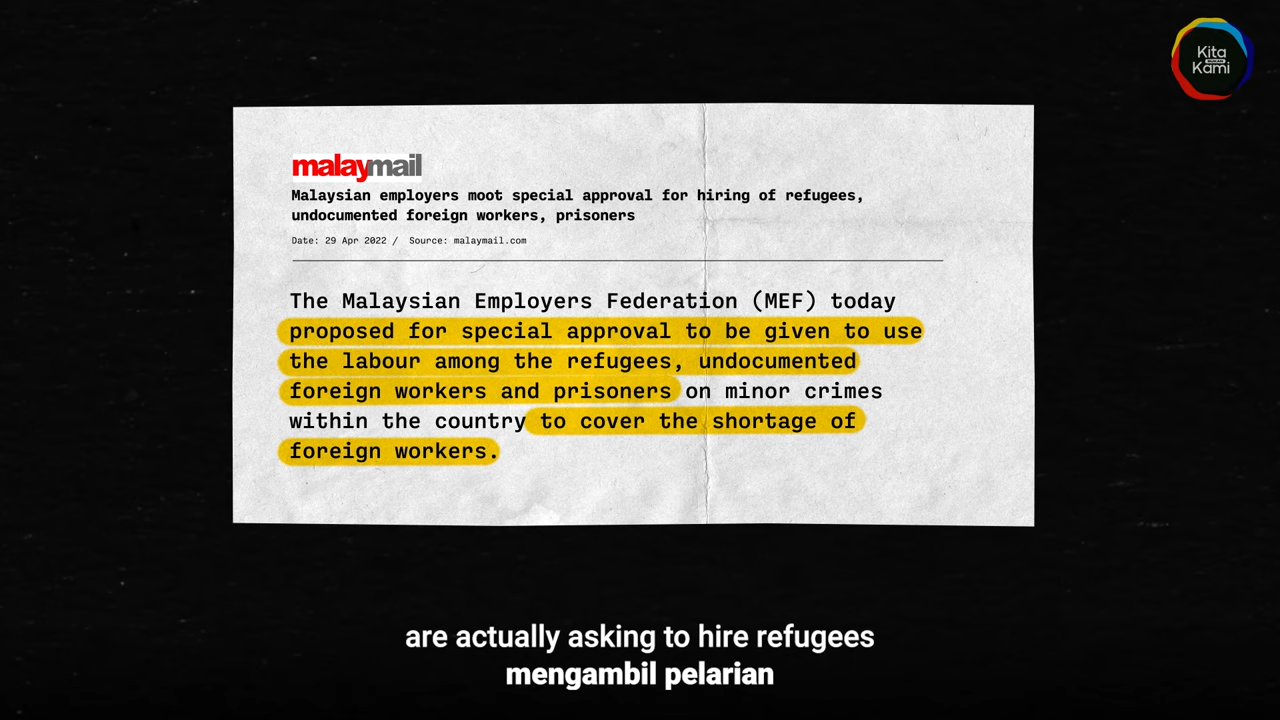 Kita
Kami
malaymail
Malaysian employers moot special approval for hiring of refugees,
undocumented foreign workers, prisoners
Date: 29 Apr 2022 / Source: malaymail.com
The Malaysian Employers Federation (MEF) today
proposed for special approval to be given to use
the labour among the refugees, undocumented
foreign workers and prisoners on minor crimes
within the country to cover the shortage of
foreign workers.
are actually asking to hire refugees
mengambil pelarian